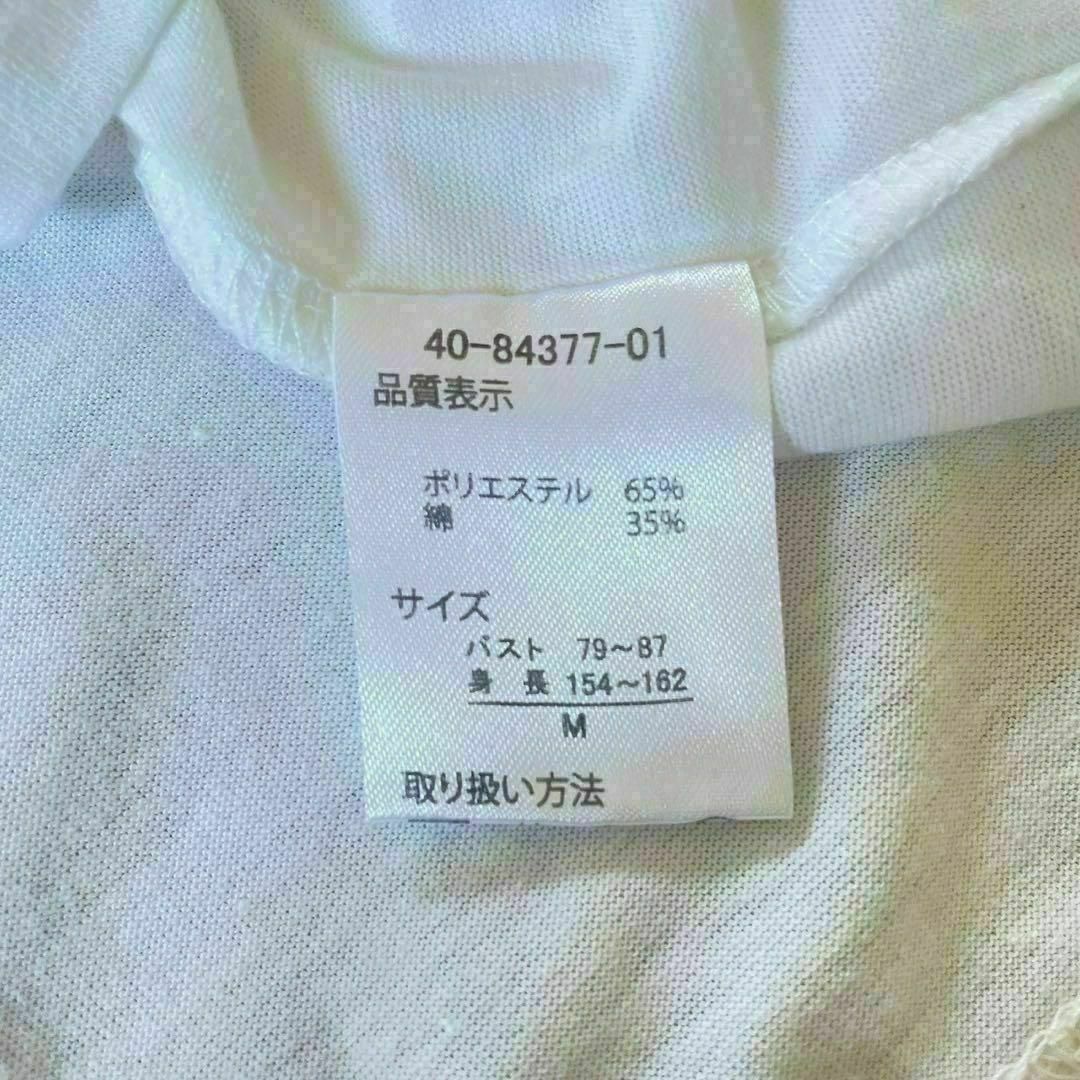 40-84377-01
品質表示
ポリエステル 65%
綿 35%
サイズ
バスト 79～87
身長 154～162
M
取り扱い方法